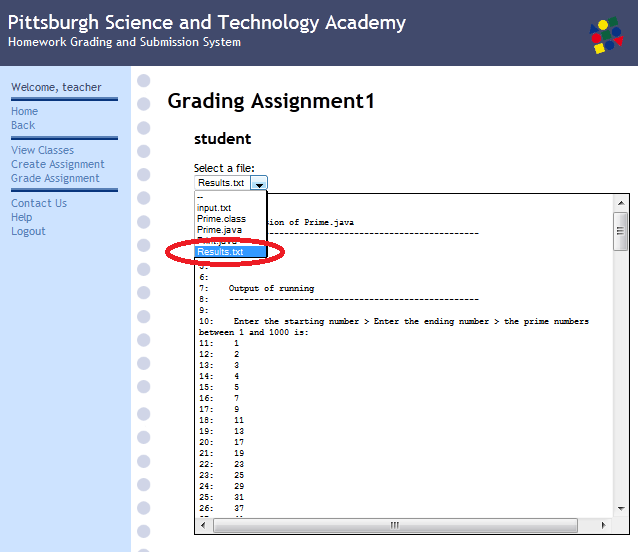 Pittsburgh Science and Technology Academy
Homework Grading and Submission System
Welcome, teacher
Home
Back
View Classes
Create Assignment
Grade Assignment
Contact Us
Help
Logout
Grading Assignment1
student
Select a file:
Results.txt
--
input.txt
Prime.class
Prime.java
Results.txt
of Prime.java
-------------------------------------------------
6:
7: Output of running
8: --------------------------------------------------
9:
10: Enter the starting number > Enter the ending number > the prime numbers
between 1 and 1000 is:
11: 1
12: 2
13: 3
14: 4
15: 5
16: 7
17: 9
18: 11
19: 13
20: 17
21: 19
22: 23
23: 25
24: 29
25: 31
26: 37